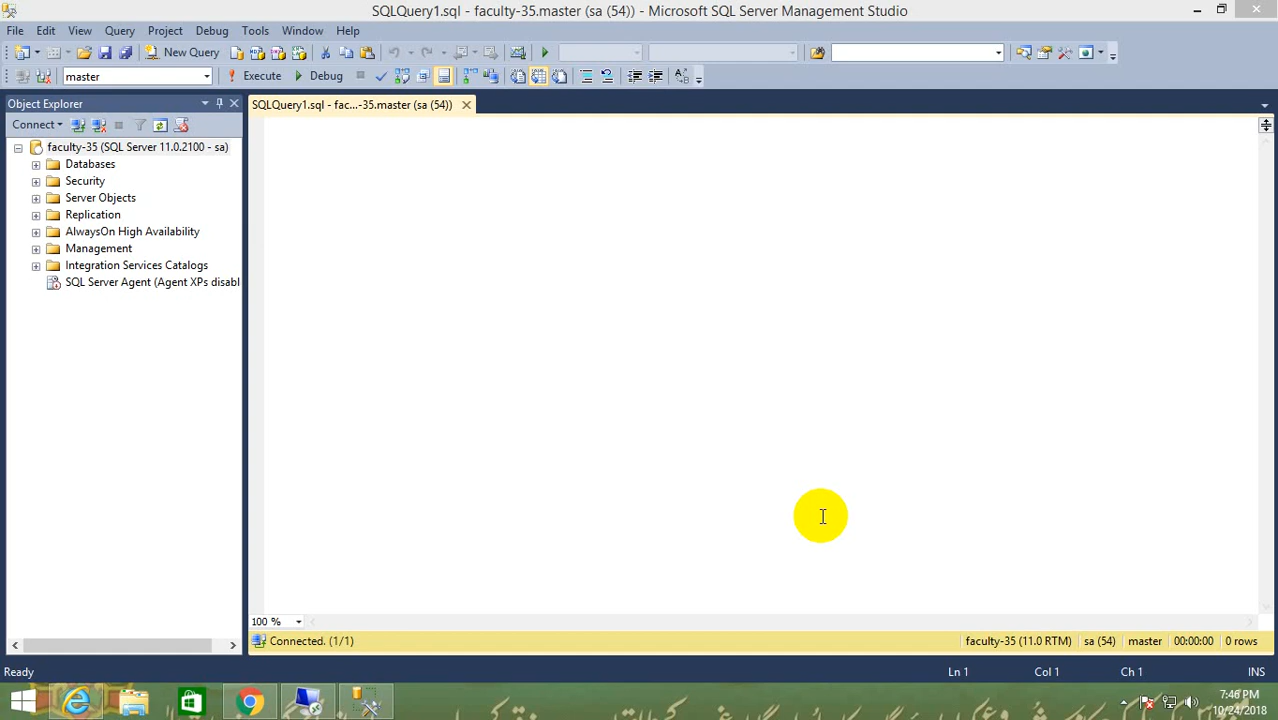 SQLQuery1.sql - faculty-35.master (sa (54)) - Microsoft SQL Server Management Studio
File Edit View Query Project Debug Tools Window Help
New Query
master Execute Debug
Object Explorer
SQLQuery1.sql - fac...-35.master (sa (54))
Connect
faculty-35 (SQL Server 11.0.2100 - sa)
Databases
Security
Server Objects
Replication
AlwaysOn High Availability
Management
Integration Services Catalogs
SQL Server Agent (Agent XPs disabl
100 %
Connected. (1/1) faculty-35 (11.0 RTM) sa (54) master 00:00:00 0 rows
Ready Ln 1 Col 1 Ch 1 INS
7:46 PM
10/24/2018